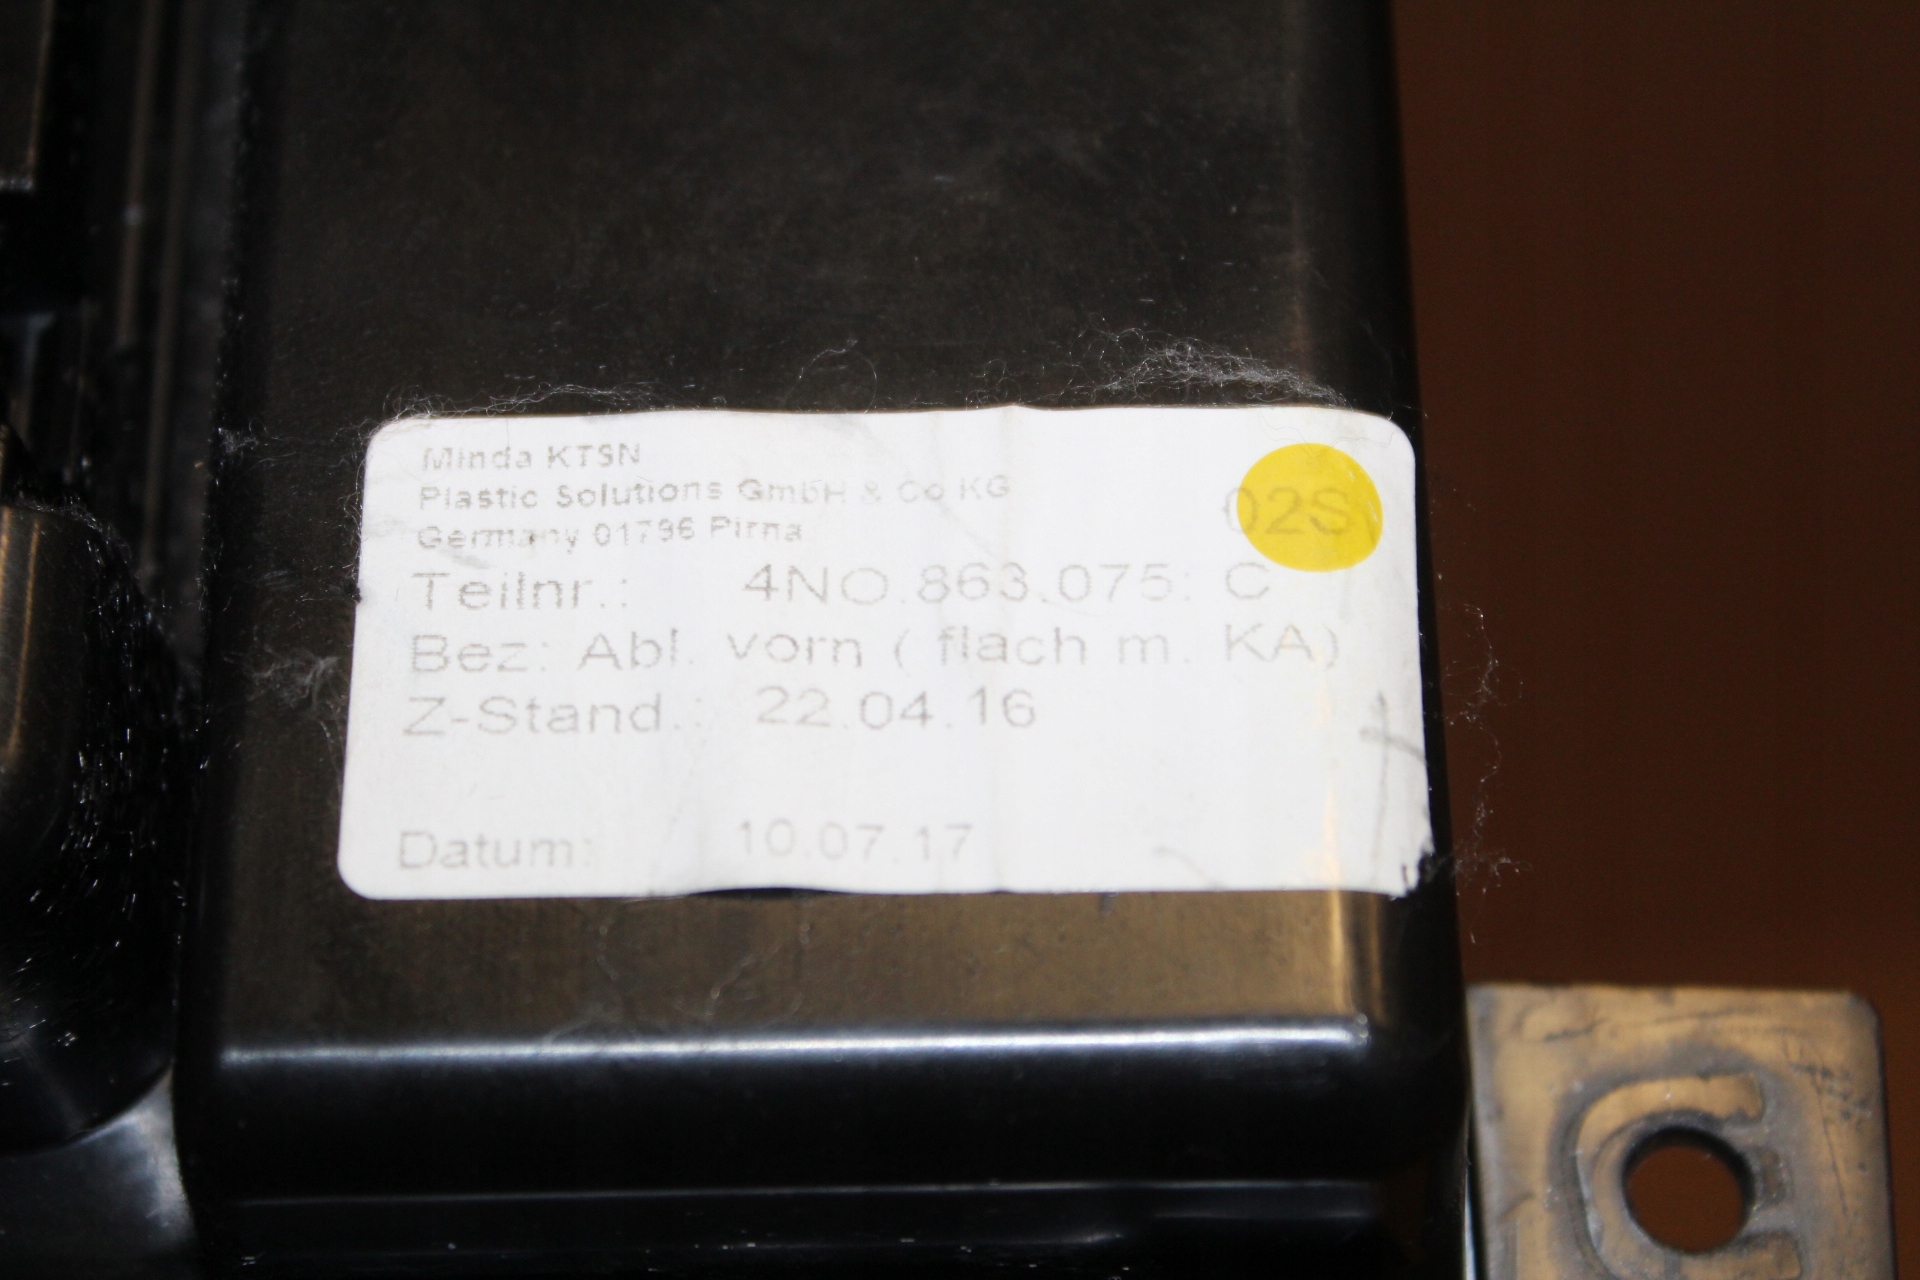 Minda KTSN
Plastic Solutions GmbH & Co KG
Germany 01796 Pirna
02S
Teilnr.: 4NO.863.075: C
Bez: Abl. vorn ( flach m. KA)
Z-Stand.: 22.04.16
Datum: 10.07.17